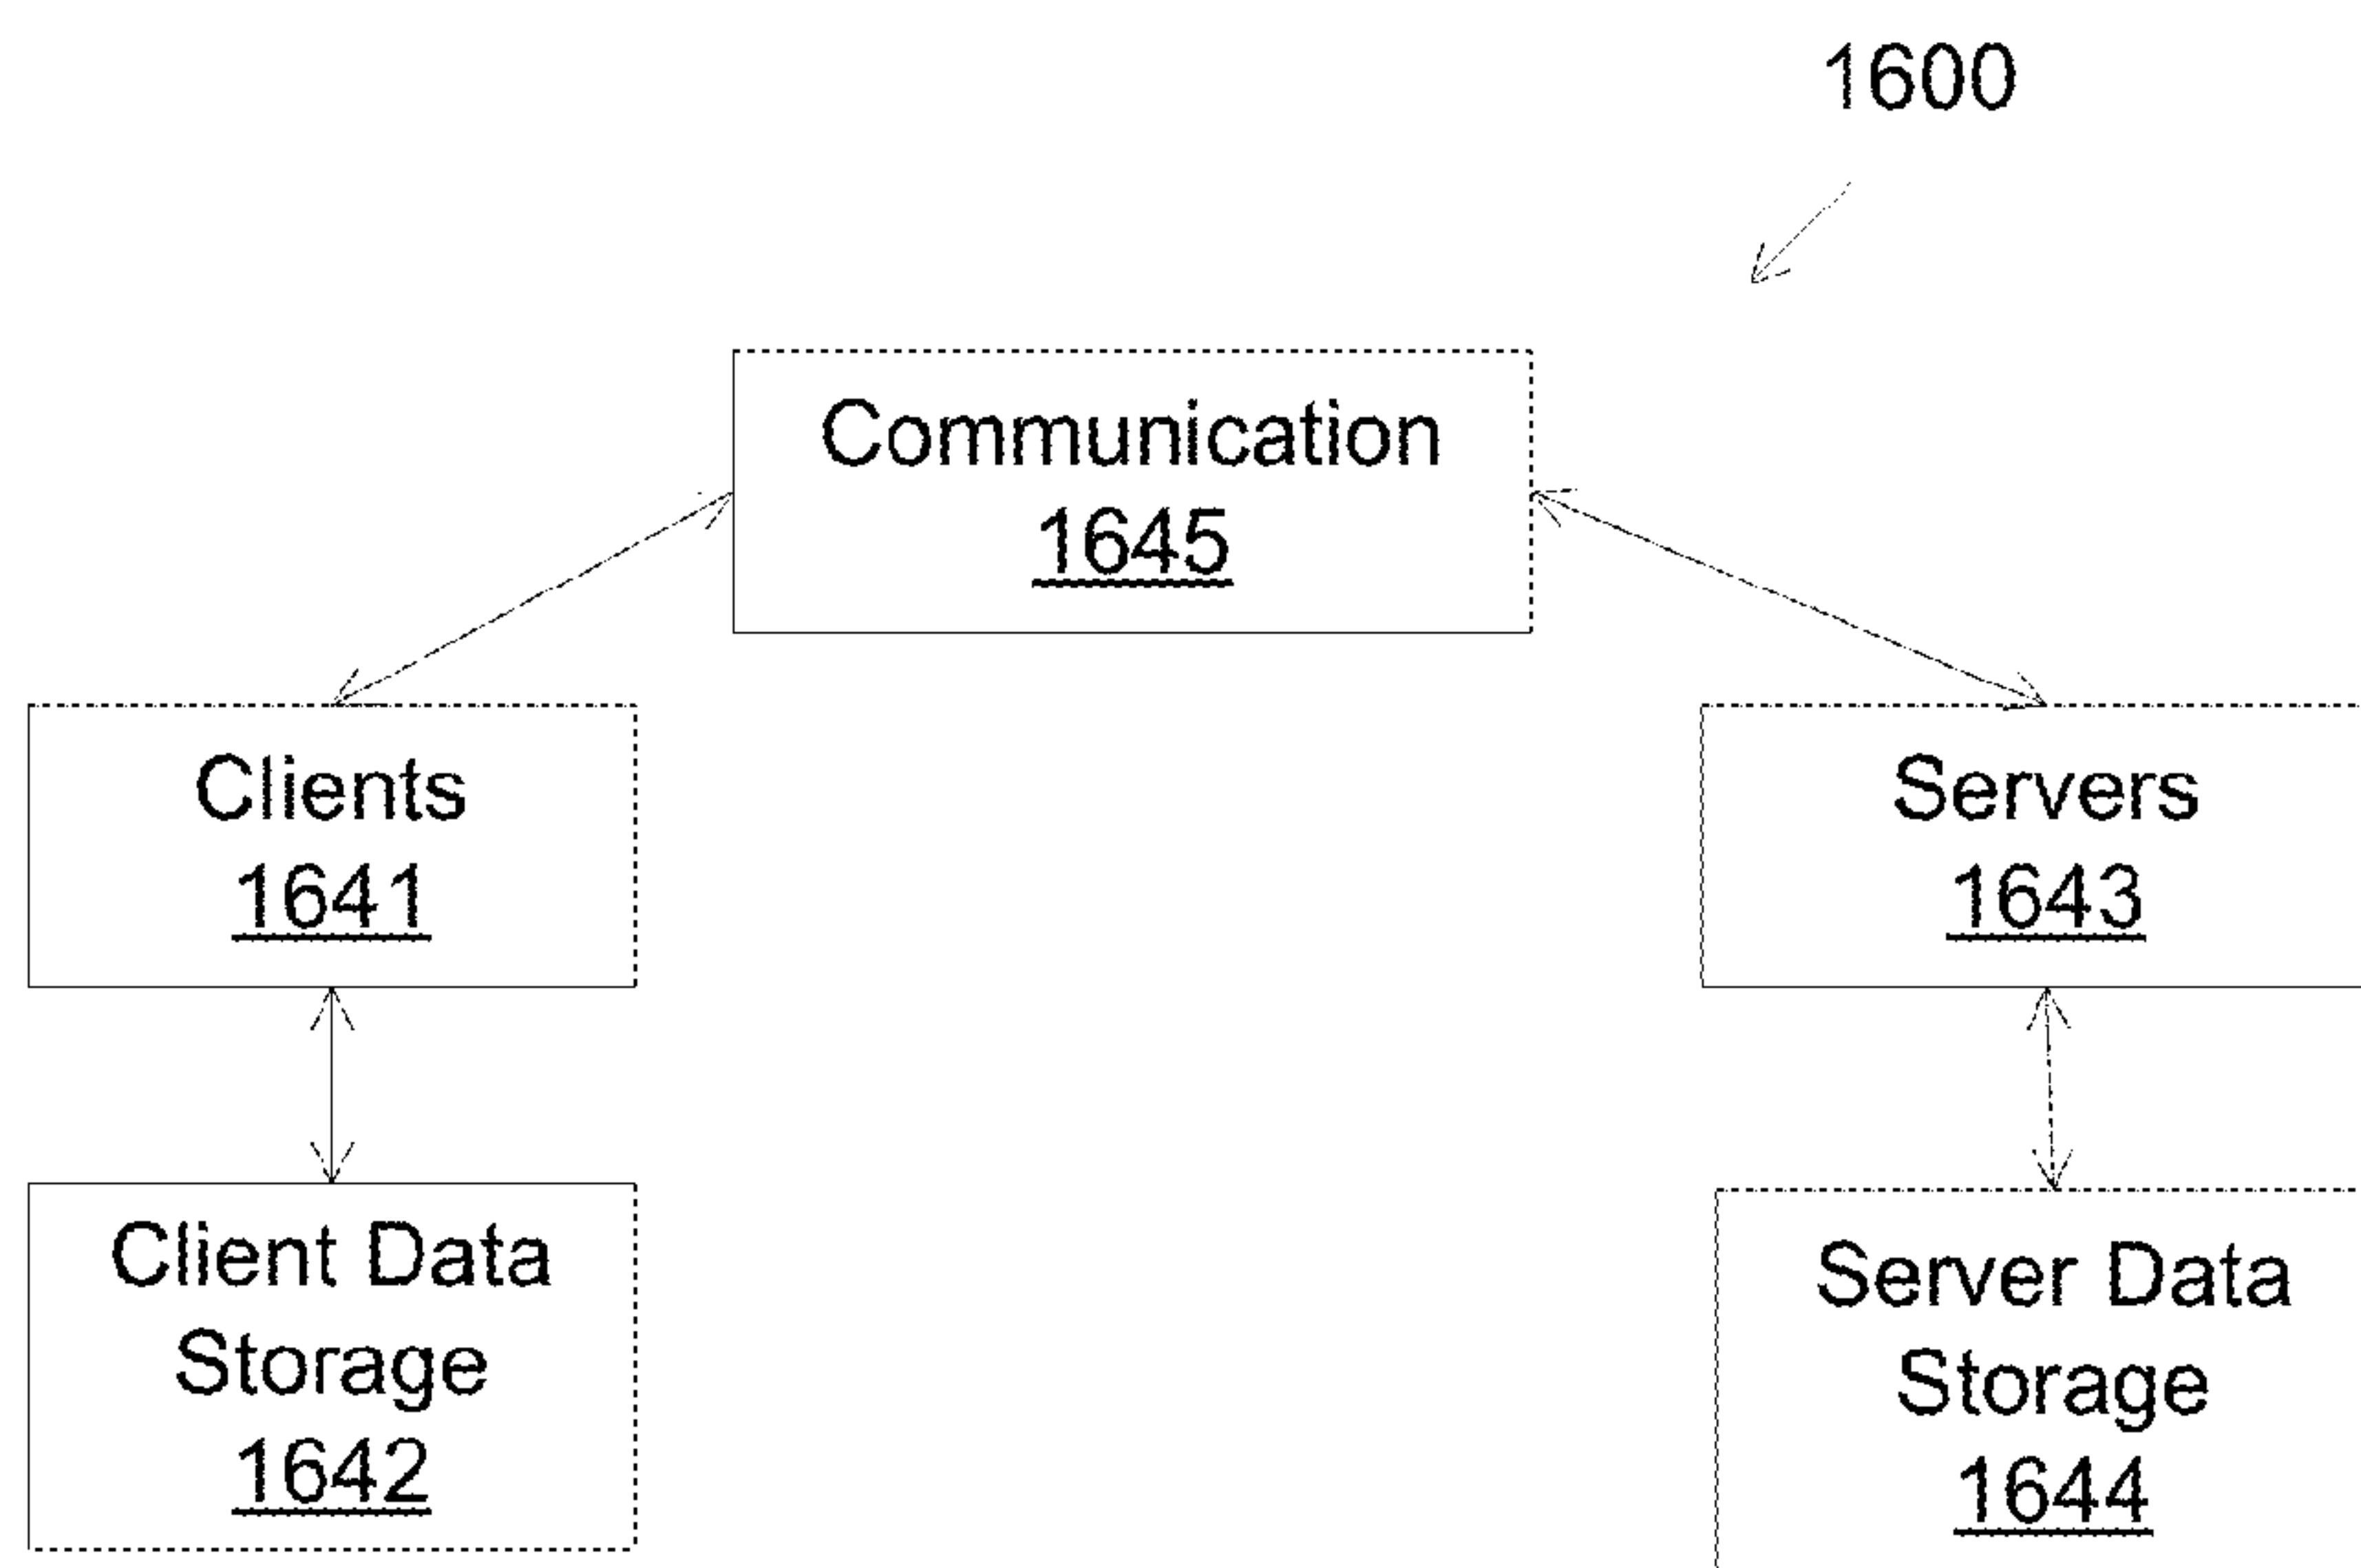 1600
Communication
1645
Clients
1641
Servers
1643
Client Data
Storage
1642
Server Data
Storage
1644